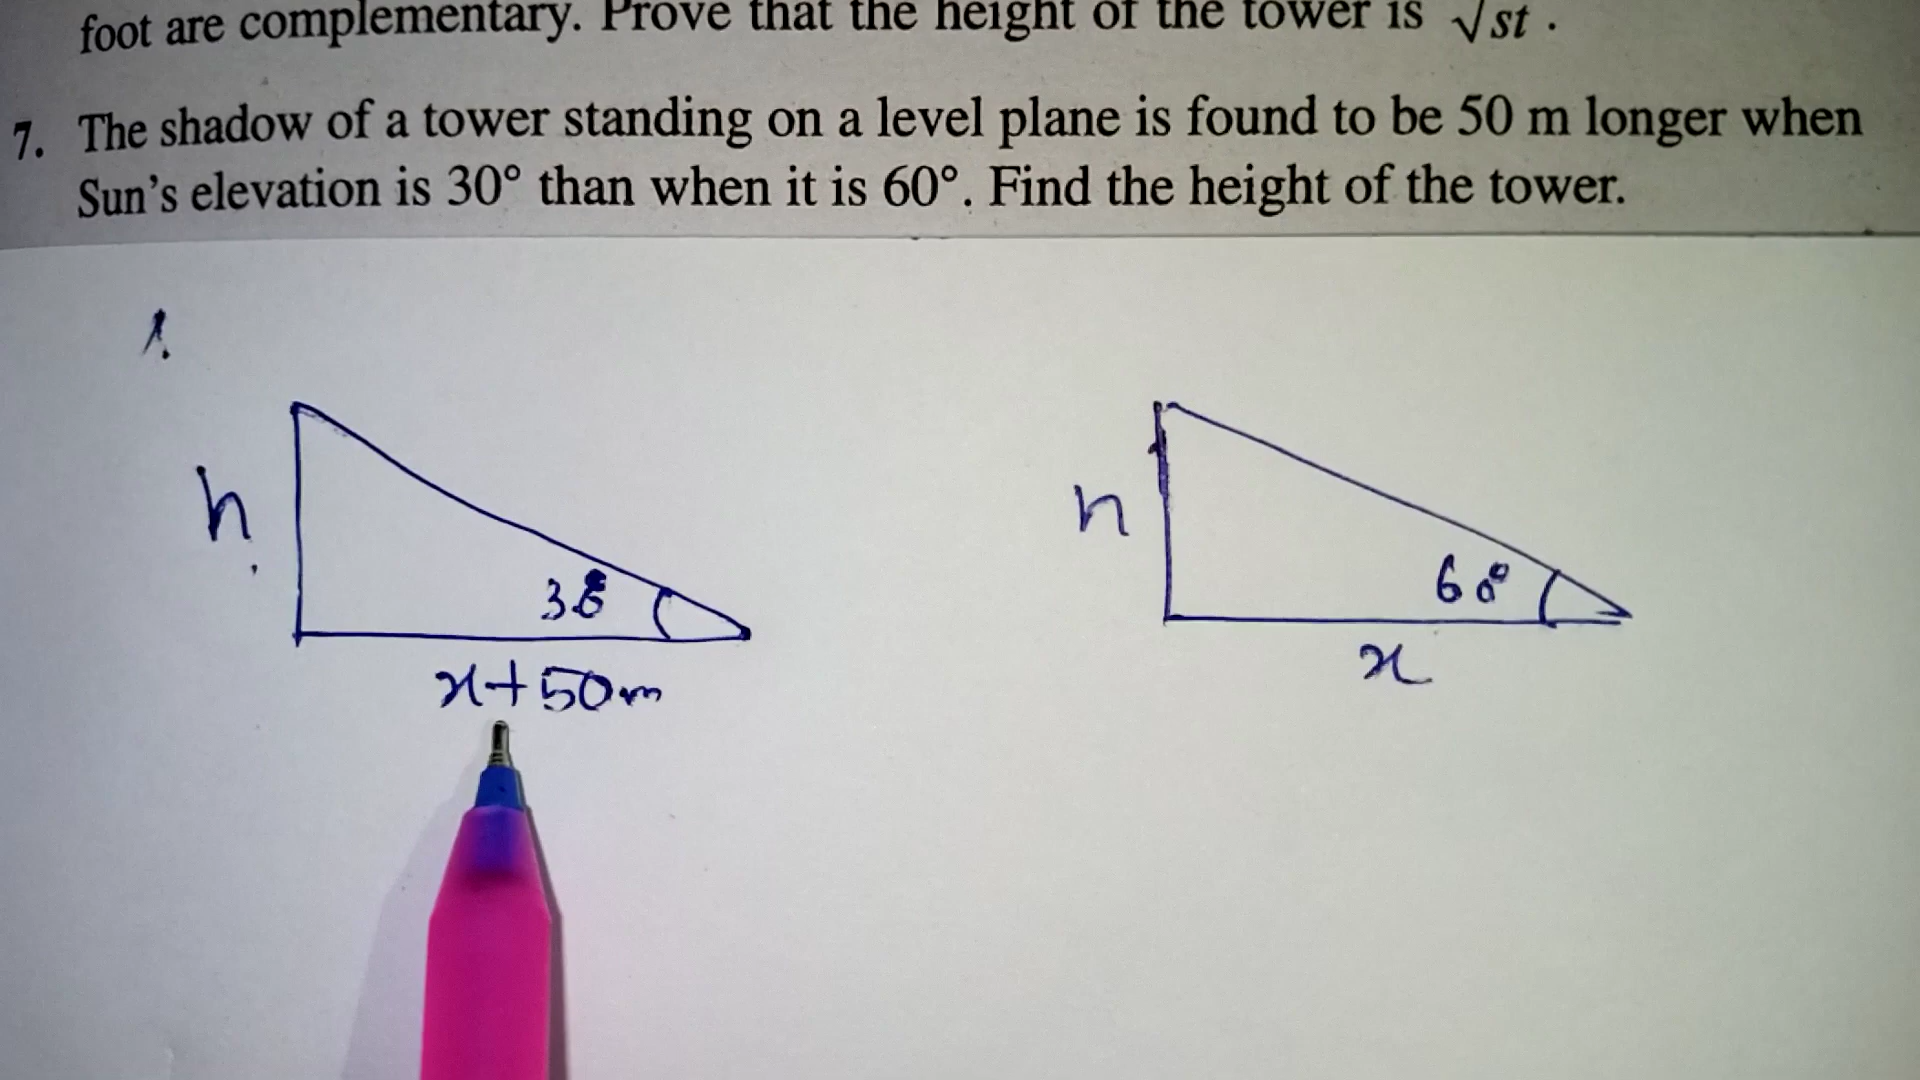 foot are complementary. Prove that the height of the tower is √st .
7. The shadow of a tower standing on a level plane is found to be 50 m longer when
Sun's elevation is 30° than when it is 60°. Find the height of the tower.
h
30°
x+50m
h
60°
x